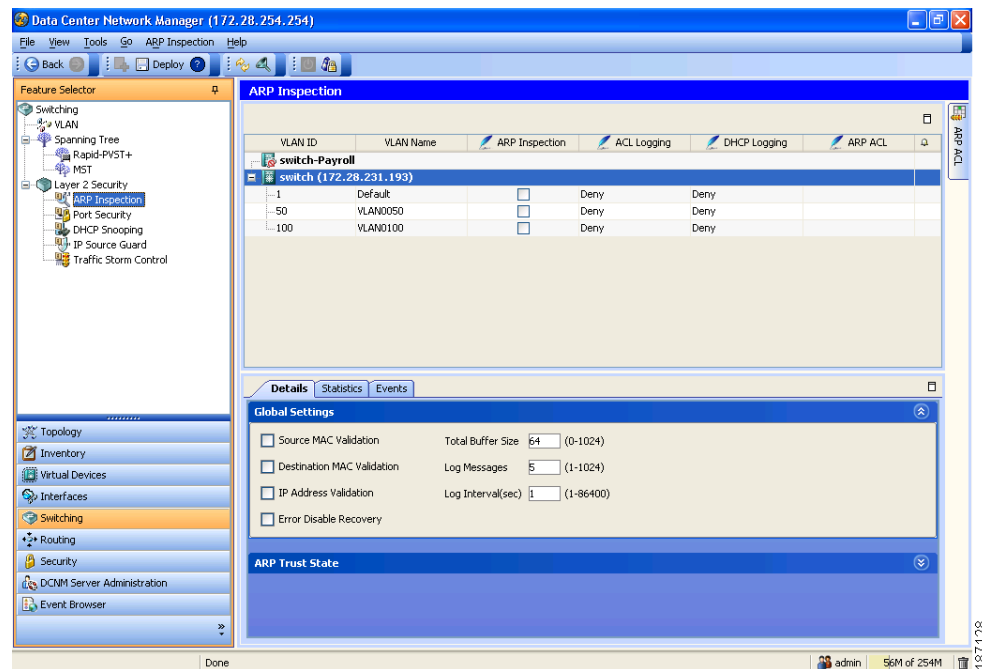 Data Center Network Manager (172.28.254.254)
File View Tools Go ARP Inspection Help
Back Deploy
Feature Selector
Switching
VLAN
Spanning Tree
Rapid-PVST+
MST
Layer 2 Security
ARP Inspection
Port Security
DHCP Snooping
IP Source Guard
Traffic Storm Control
Topology
Inventory
Virtual Devices
Interfaces
Switching
Routing
Security
DCNM Server Administration
Event Browser
ARP Inspection
VLAN ID VLAN Name ARP Inspection ACL Logging DHCP Logging ARP ACL
switch-Payroll
switch (172.28.231.193)
1 Default Deny Deny
50 VLAN0050 Deny Deny
100 VLAN0100 Deny Deny
ARP ACL
Details Statistics Events
Global Settings
Source MAC Validation Total Buffer Size 64 (0-1024)
Destination MAC Validation Log Messages 5 (1-1024)
IP Address Validation Log Interval(sec) 1 (1-86400)
Error Disable Recovery
ARP Trust State
Done admin 56M of 254M
187128